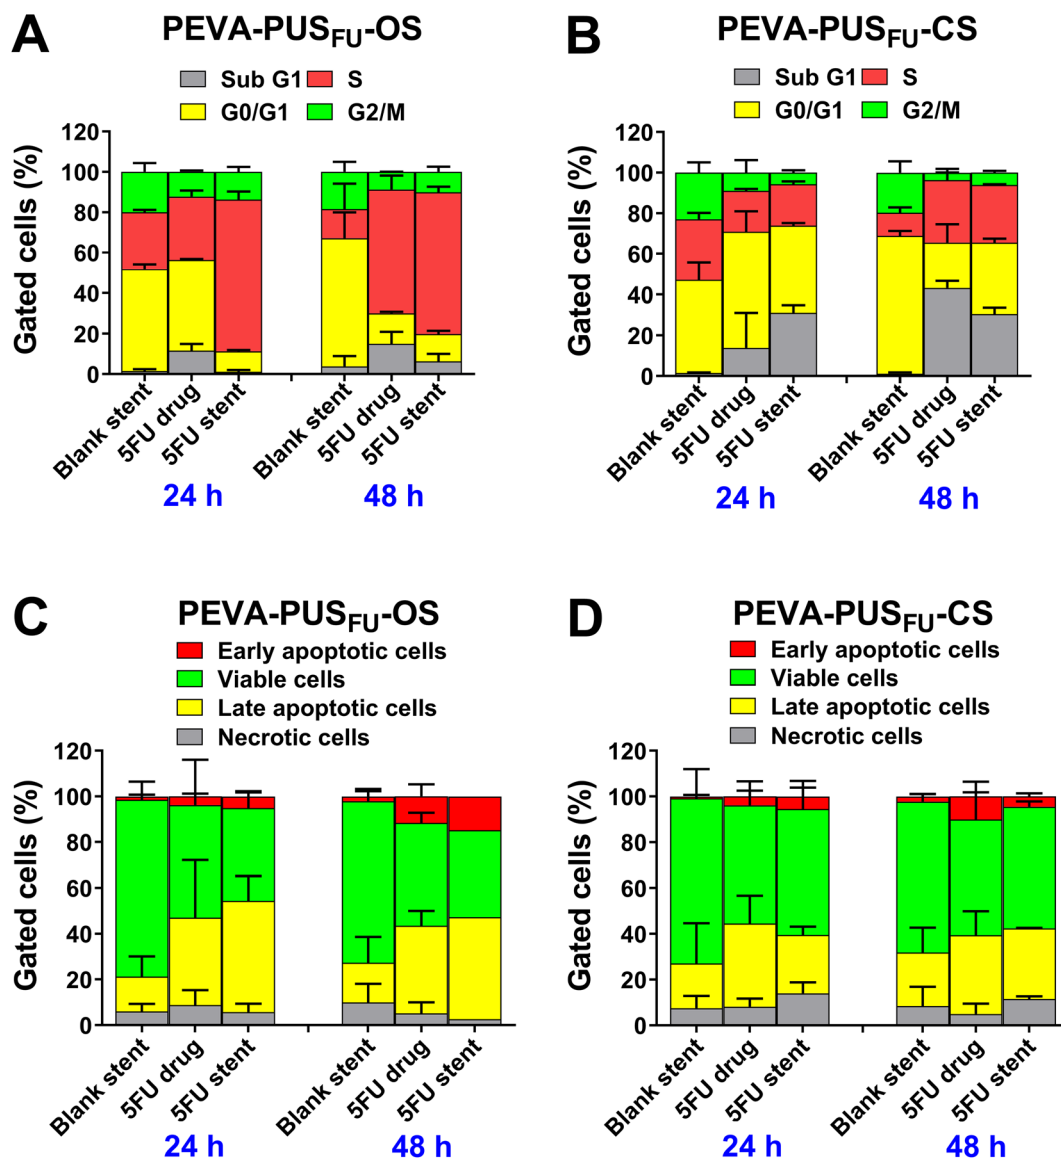 A
PEVA-PUSFU-OS
Sub G1
S
G0/G1
G2/M
Gated cells (%)
120
100
80
60
40
20
0
Blank stent
5FU drug
5FU stent
Blank stent
5FU drug
5FU stent
24 h
48 h
B
PEVA-PUSFU-CS
Sub G1
S
G0/G1
G2/M
Gated cells (%)
120
100
80
60
40
20
0
Blank stent
5FU drug
5FU stent
Blank stent
5FU drug
5FU stent
24 h
48 h
C
PEVA-PUSFU-OS
Early apoptotic cells
Viable cells
Late apoptotic cells
Necrotic cells
Gated cells (%)
120
100
80
60
40
20
0
Blank stent
5FU drug
5FU stent
Blank stent
5FU drug
5FU stent
24 h
48 h
D
PEVA-PUSFU-CS
Early apoptotic cells
Viable cells
Late apoptotic cells
Necrotic cells
Gated cells (%)
120
100
80
60
40
20
0
Blank stent
5FU drug
5FU stent
Blank stent
5FU drug
5FU stent
24 h
48 h